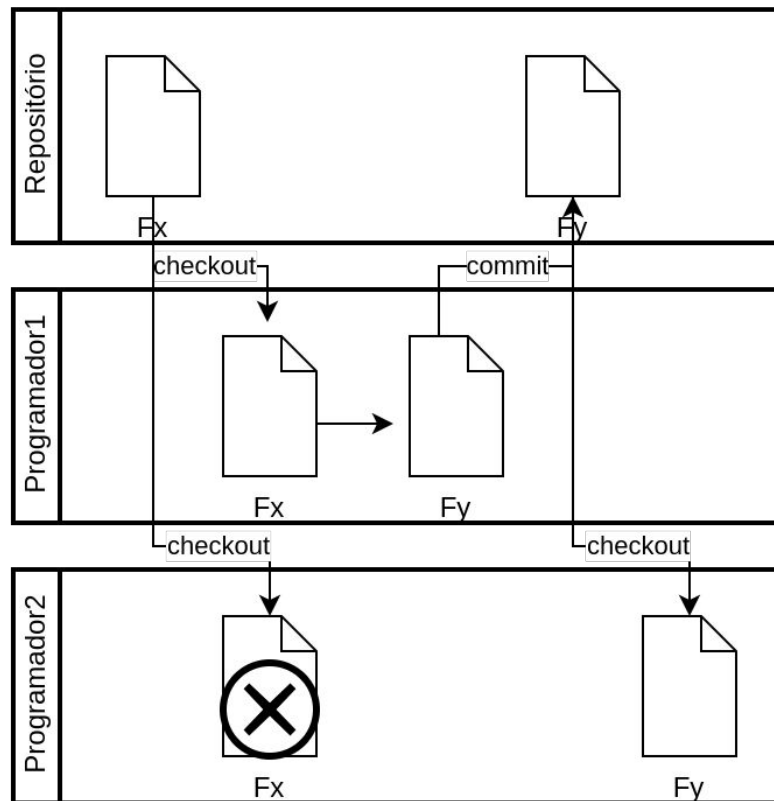 Repositório
Fx
Fy
checkout
commit
Programador1
Fx
Fy
checkout
checkout
Programador2
Fx
Fy